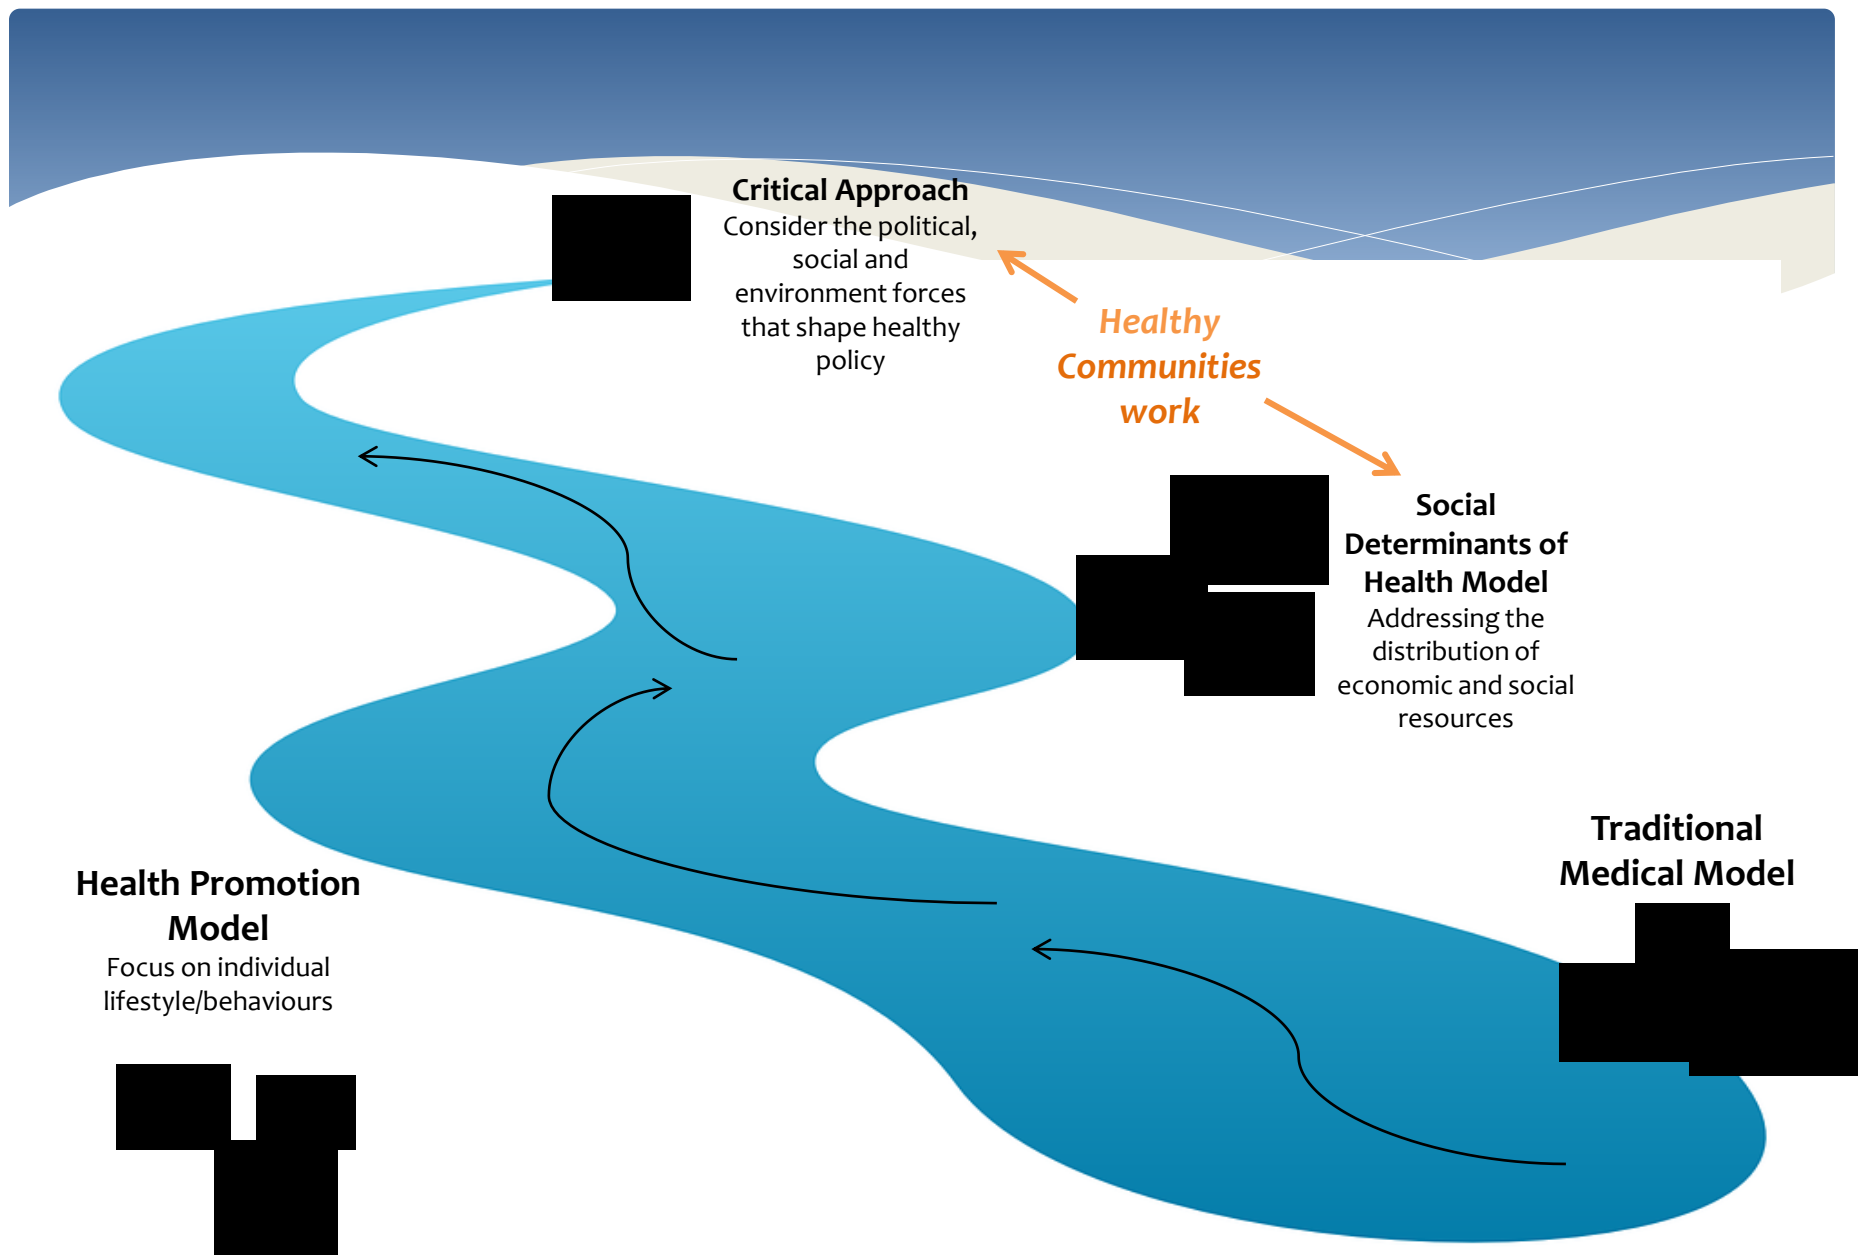 Critical Approach
Consider the political,
social and
environment forces
that shape healthy
policy
Healthy
Communities
work
Social
Determinants of
Health Model
Addressing the
distribution of
economic and social
resources
Traditional
Medical Model
Health Promotion
Model
Focus on individual
lifestyle/behaviours